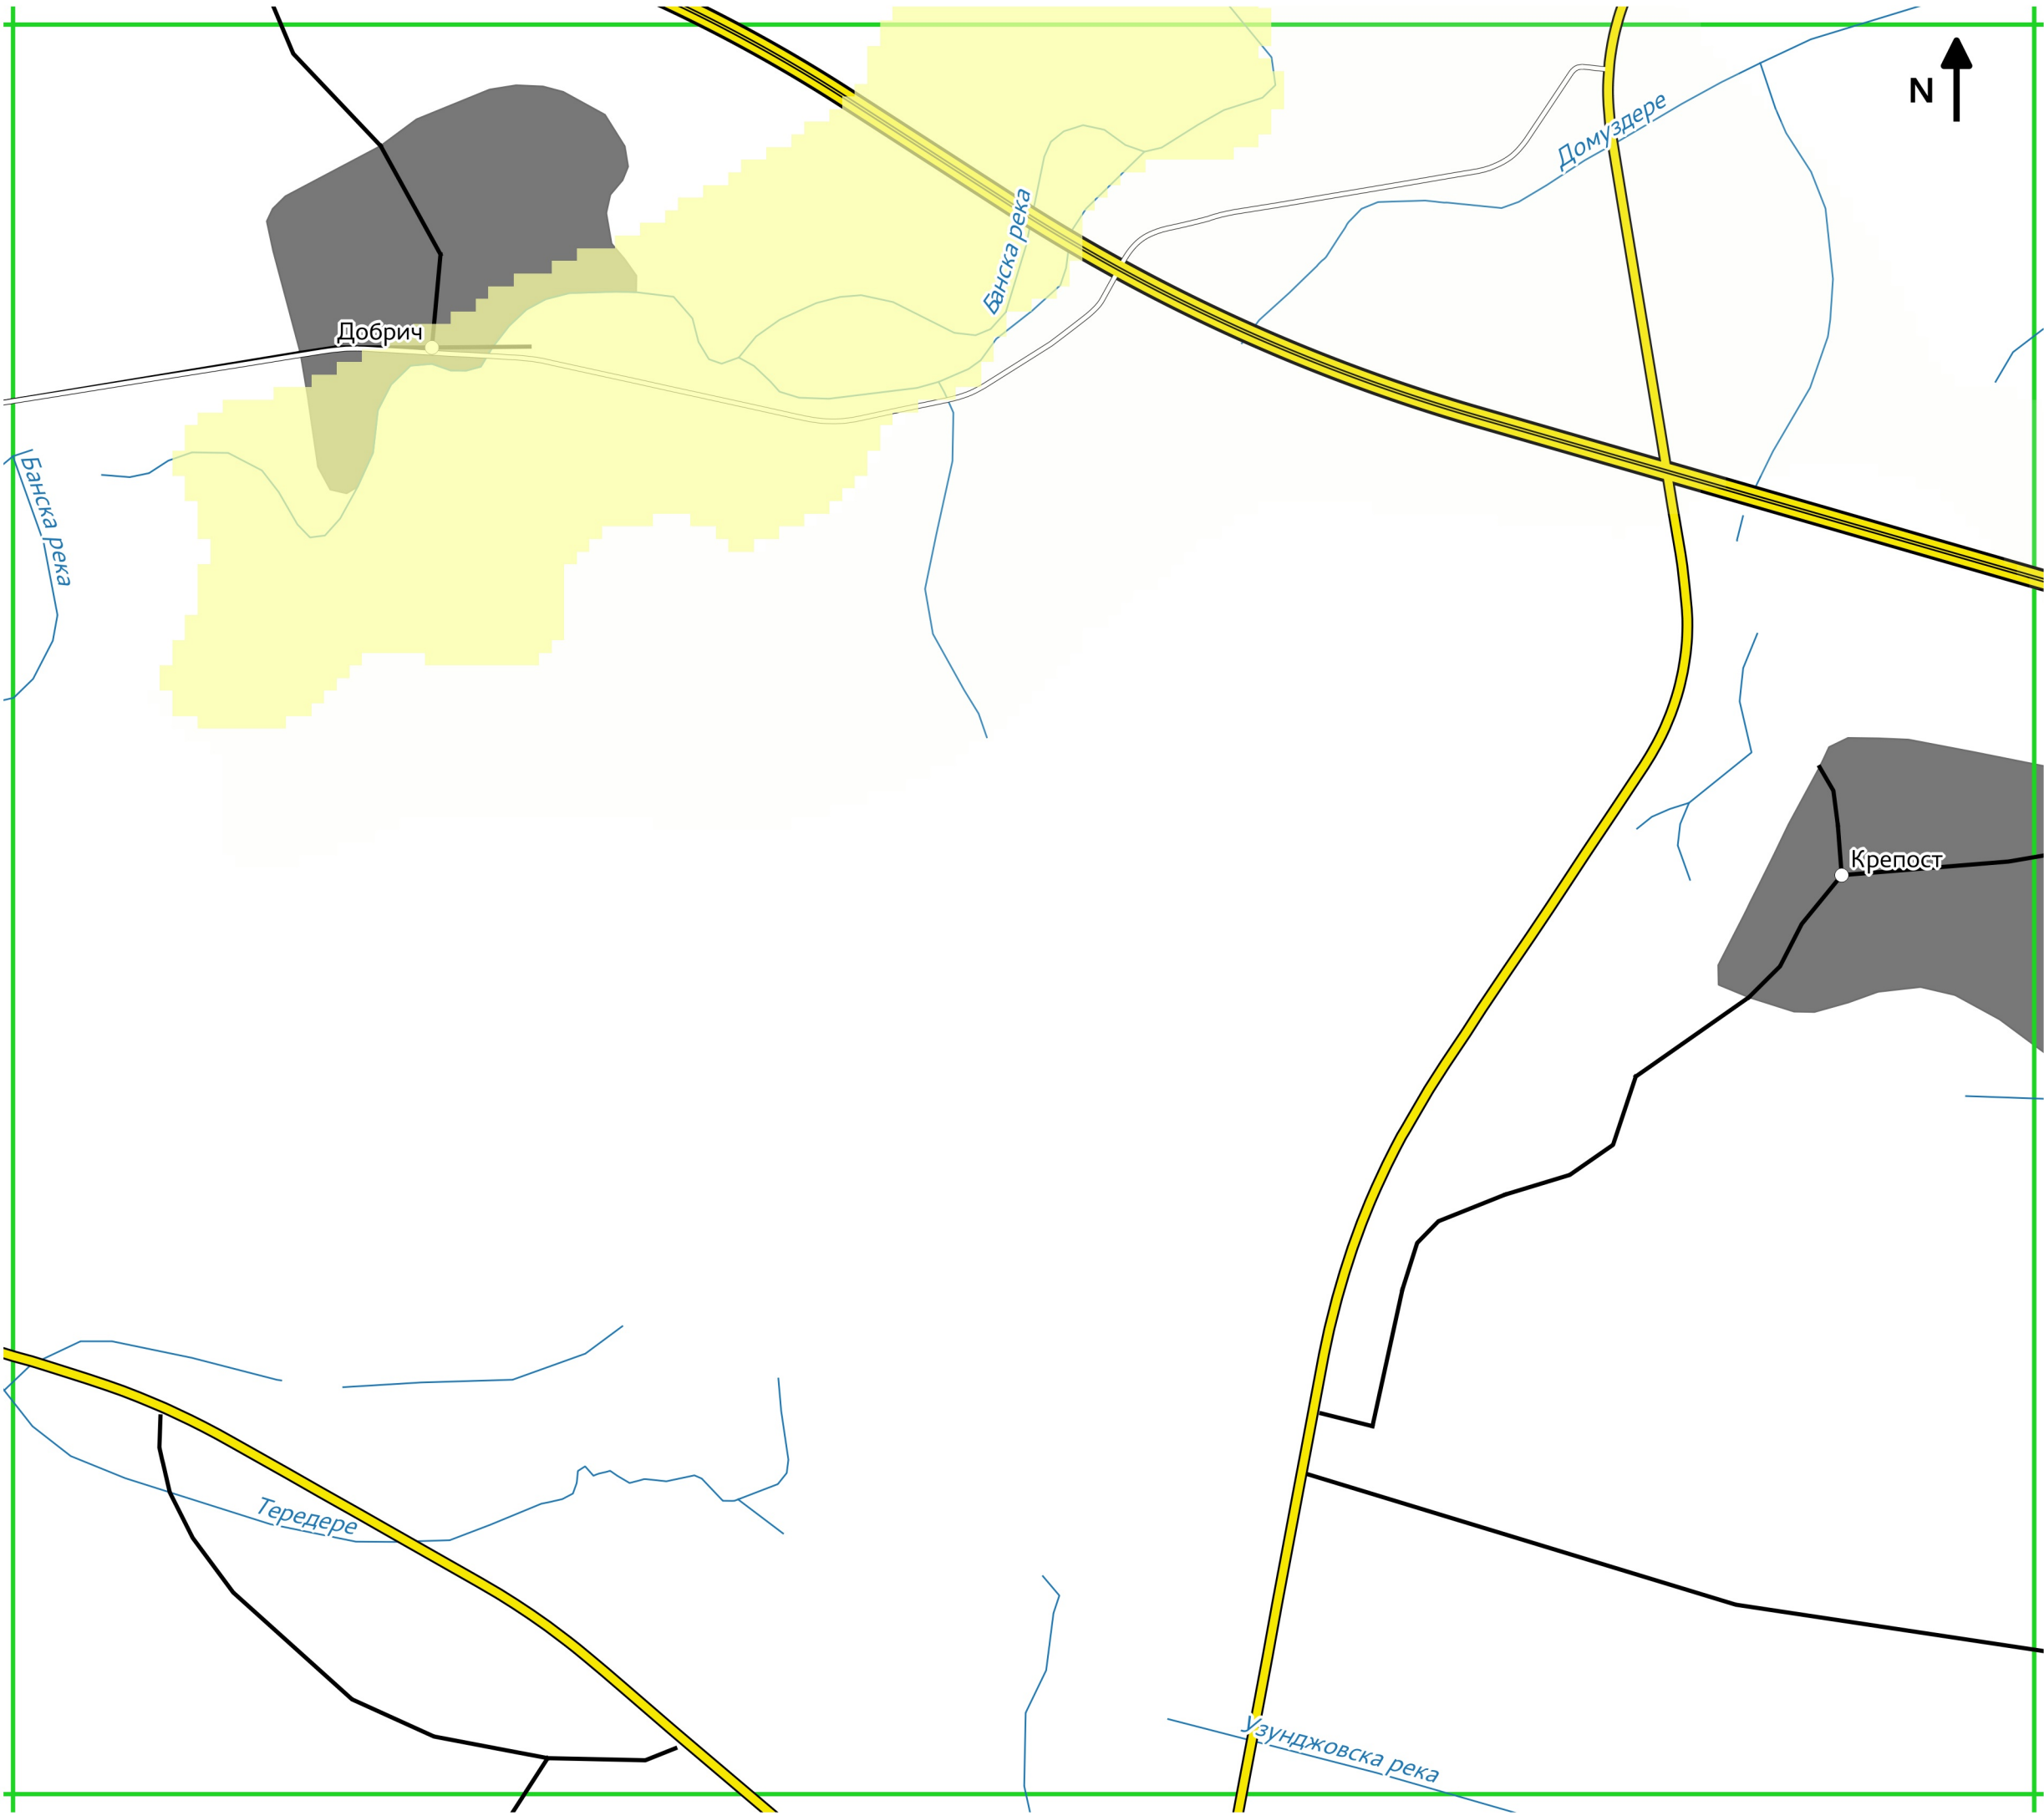 N
Домуздере
Банска река
Добрич
Банска река
Крепост
Тередере
Узунджовска река